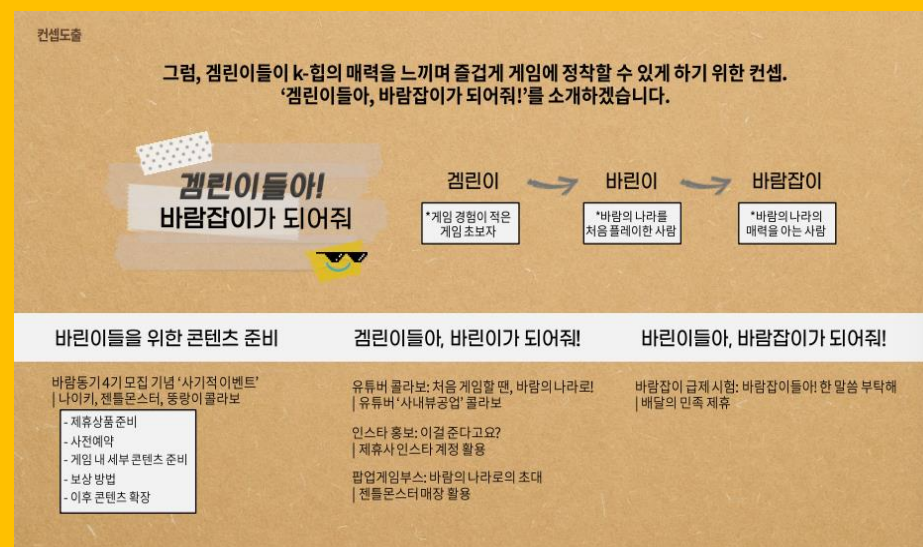 컨셉도출
그럼, 겜린이들이 k-힙의 매력을 느끼며 즐겁게 게임에 정착할 수 있게 하기 위한 컨셉.
‘겜린이들아, 바람잡이가 되어줘!’를 소개하겠습니다.
겜린이들아!
바람잡이가 되어줘
겜린이
바린이
바람잡이
*게임 경험이 적은
게임 초보자
*바람의 나라를
처음 플레이한 사람
*바람의나라의
매력을 아는 사람
바린이들을 위한 콘텐츠 준비
바람동기4기 모집 기념 ‘사기적 이벤트’
| 나이키, 젠틀몬스터, 뚱랑이 콜라보
- 제휴상품 준비
- 사전예약
- 게임 내 세부 콘텐츠 준비
- 보상 방법
- 이후 콘텐츠 확장
겜린이들아, 바린이가 되어줘!
유튜버 콜라보: 처음 게임할 땐, 바람의 나라로!
| 유튜버 ‘사내뷰공업’ 콜라보
인스타 홍보: 이걸 준다고요?
| 제휴사 인스타 계정 활용
팝업게임부스: 바람의 나라로의 초대
| 젠틀몬스터 매장 활용
바린이들아, 바람잡이가 되어줘!
바람잡이 급제 시험: 바람잡이들아! 한 말씀 부탁해
| 배달의 민족 제휴